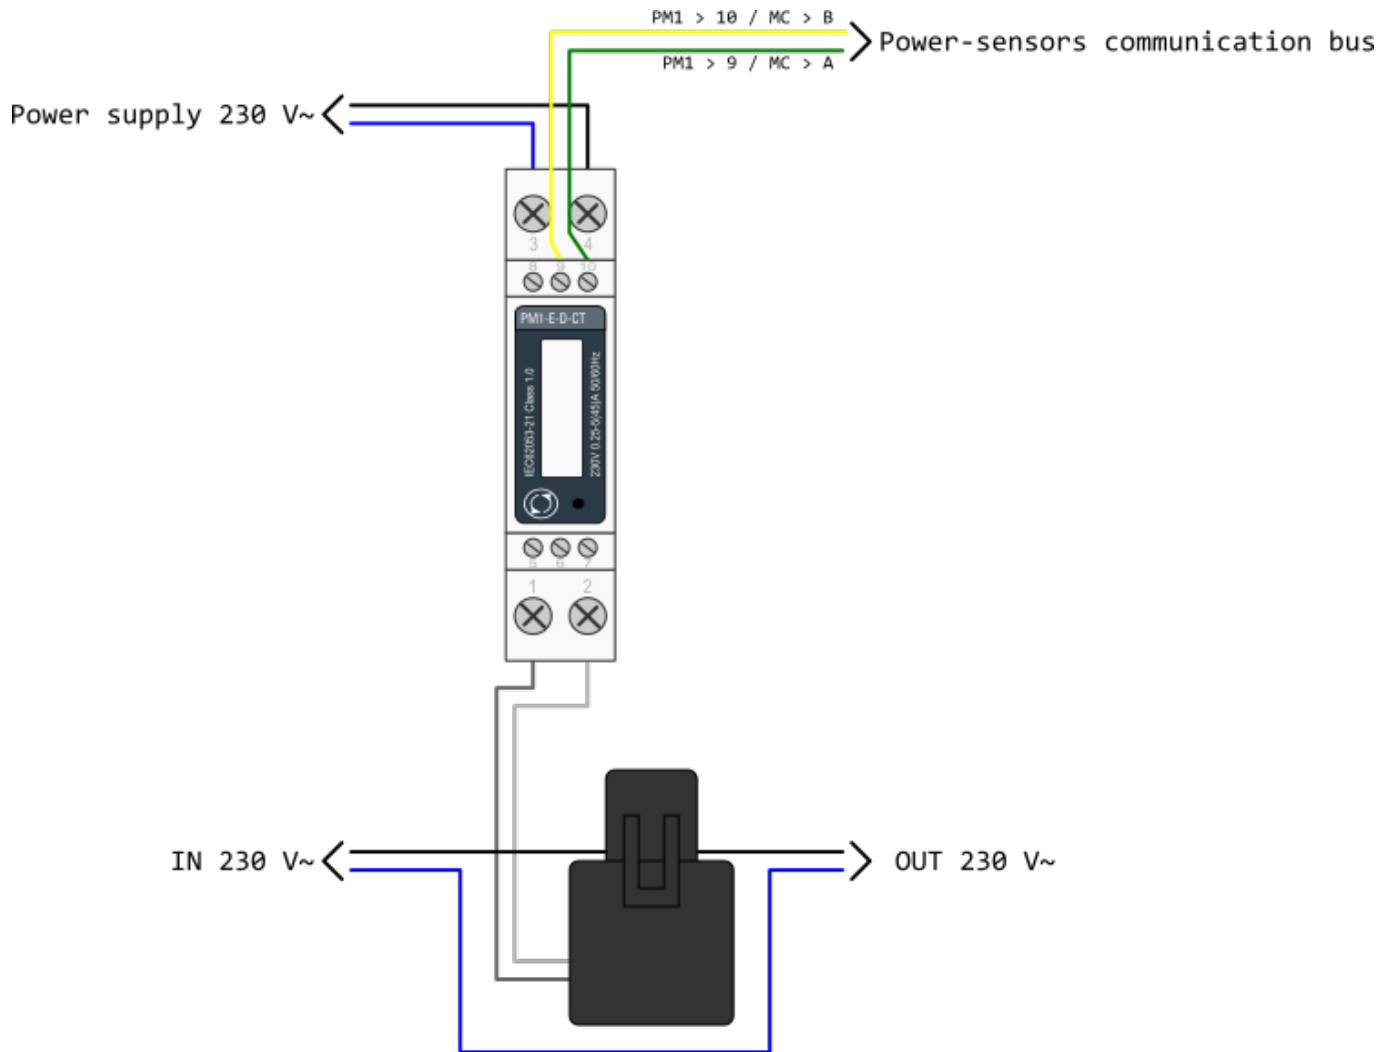 PM1 > 10 / MC > B
Power-sensors communication bus
PM1 > 9 / MC > A
Power supply 230 V~
3 4
8 9 10
PM1-E-D-CT
IEC62053-21 Class 1.0
230V 0.25-5(45)A 50/60Hz
5 6 7
1 2
IN 230 V~
OUT 230 V~